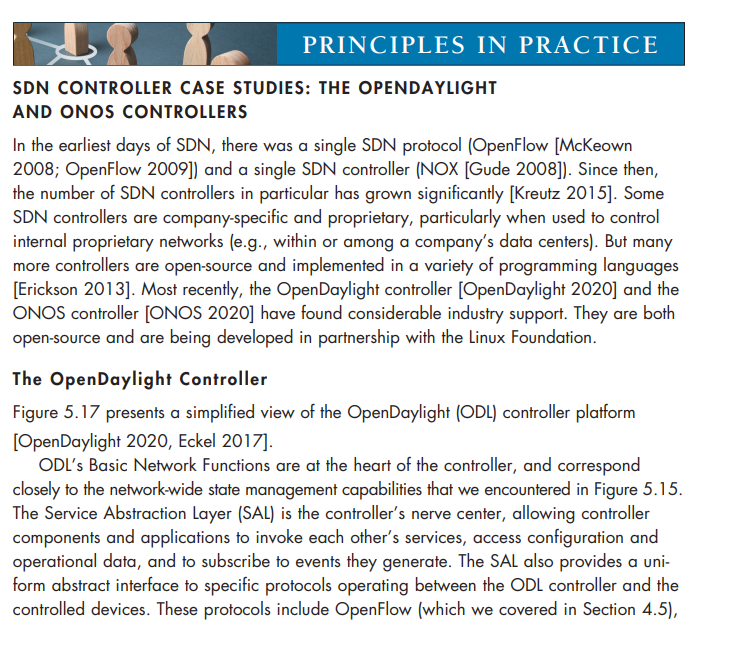 PRINCIPLES IN PRACTICE
SDN CONTROLLER CASE STUDIES: THE OPENDAYLIGHT
AND ONOS CONTROLLERS
In the earliest days of SDN, there was a single SDN protocol (OpenFlow [McKeown
2008; OpenFlow 2009]) and a single SDN controller (NOX [Gude 2008]). Since then,
the number of SDN controllers in particular has grown significantly [Kreutz 2015]. Some
SDN controllers are company-specific and proprietary, particularly when used to control
internal proprietary networks (e.g., within or among a company’s data centers). But many
more controllers are open-source and implemented in a variety of programming languages
[Erickson 2013]. Most recently, the OpenDaylight controller [OpenDaylight 2020] and the
ONOS controller [ONOS 2020] have found considerable industry support. They are both
open-source and are being developed in partnership with the Linux Foundation.
The OpenDaylight Controller
Figure 5.17 presents a simplified view of the OpenDaylight (ODL) controller platform
[OpenDaylight 2020, Eckel 2017].
ODL’s Basic Network Functions are at the heart of the controller, and correspond
closely to the network-wide state management capabilities that we encountered in Figure 5.15.
The Service Abstraction Layer (SAL) is the controller’s nerve center, allowing controller
components and applications to invoke each other’s services, access configuration and
operational data, and to subscribe to events they generate. The SAL also provides a uni-
form abstract interface to specific protocols operating between the ODL controller and the
controlled devices. These protocols include OpenFlow (which we covered in Section 4.5),